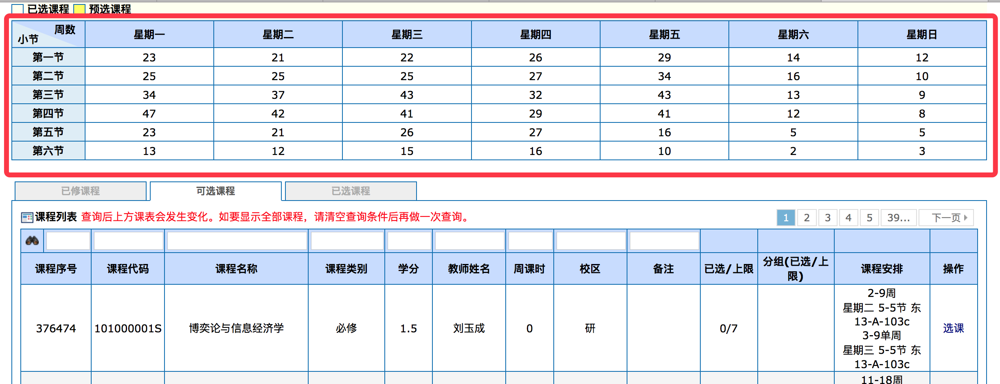 已选课程 预选课程
周数 小节 星期一 星期二 星期三 星期四 星期五 星期六 星期日
第一节 23 21 22 26 29 14 12
第二节 25 25 25 27 34 16 10
第三节 34 37 43 32 43 13 9
第四节 47 42 41 29 41 12 8
第五节 23 21 26 27 16 5 5
第六节 13 12 15 16 10 2 3
已修课程 可选课程 已选课程
课程列表 查询后上方课表会发生变化。如要显示全部课程，请清空查询条件后再做一次查询。 1 2 3 4 5 39... 下一页
课程序号 课程代码 课程名称 课程类别 学分 教师姓名 周课时 校区 备注 已选/上限 分组(已选/上限) 课程安排 操作
376474 101000001S 博奕论与信息经济学 必修 1.5 刘玉成 0 研 0/7
2-9周
星期二 5-5节 东
13-A-103c
3-9单周
星期三 5-5节 东
13-A-103c
选课
11-18周